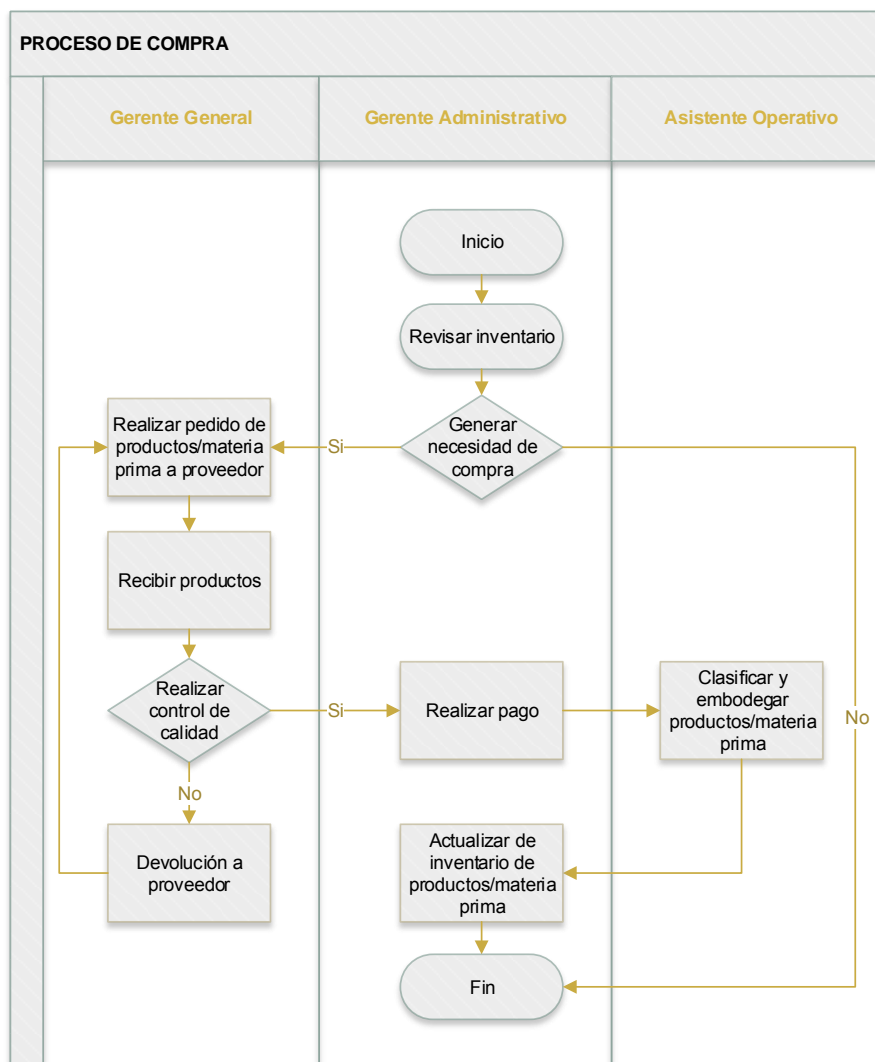 PROCESO DE COMPRA
Gerente General
Gerente Administrativo
Asistente Operativo
Inicio
Revisar inventario
Generar
necesidad de
compra
Si
No
Realizar pedido de
productos/materia
prima a proveedor
Recibir productos
Realizar
control de
calidad
Si
No
Realizar pago
Clasificar y
embodegar
productos/materia
prima
Devolución a
proveedor
Actualizar de
inventario de
productos/materia
prima
Fin